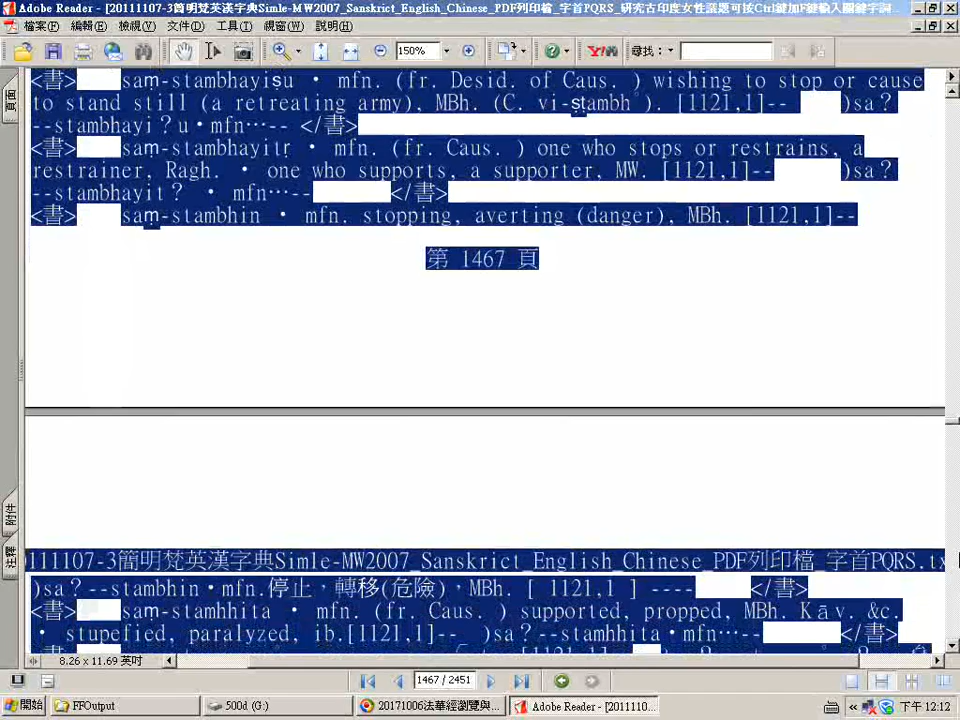 Adobe Reader - [20111107-3簡明梵英漢字典Simle-MW2007_Sanskrict_English_Chinese_PDF列印檔_字首PQRS_研究古印度女性議題可按Ctrl鍵加F鍵輸入關鍵字詞
檔案(F) 編輯(E) 檢視(V) 文件(D) 工具(T) 視窗(W) 說明(H)
150% Y! 尋找:
頁面
<書> saṃ-stambhayiṣu • mfn. (fr. Desid. of Caus. ) wishing to stop or cause
to stand still (a retreating army), MBh. (C. vi-ṣṭambh°). [1121,1]-- )sa?
--stambhayi?u•mfn…-- </書>
<書> saṃ-stambhayitṛ • mfn. (fr. Caus. ) one who stops or restrains, a
restrainer, Ragh. • one who supports, a supporter, MW. [1121,1]-- )sa?
--stambhayit? • mfn…-- </書>
<書> saṃ-stambhin • mfn. stopping, averting (danger), MBh. [1121,1]--
第 1467 頁
附件
注釋
111107-3簡明梵英漢字典Simle-MW2007_Sanskrict_English_Chinese_PDF列印檔_字首PQRS.tx
)sa?--stambhin•mfn.停止，轉移(危險)，MBh. [ 1121,1 ] ---- </書>
<書> saṃ-stamhhita • mfn. (fr. Caus. ) supported, propped, MBh. Kāv. &c.
• stupefied, paralyzed, ib.[1121,1]-- )sa?--stamhhita•mfn…-- </書>
8.26 x 11.69 英吋
1467 / 2451
開始 FFOutput 500d (G:) 20171006法華經瀏覽與... Adobe Reader - [2011110... « 下午 12:12